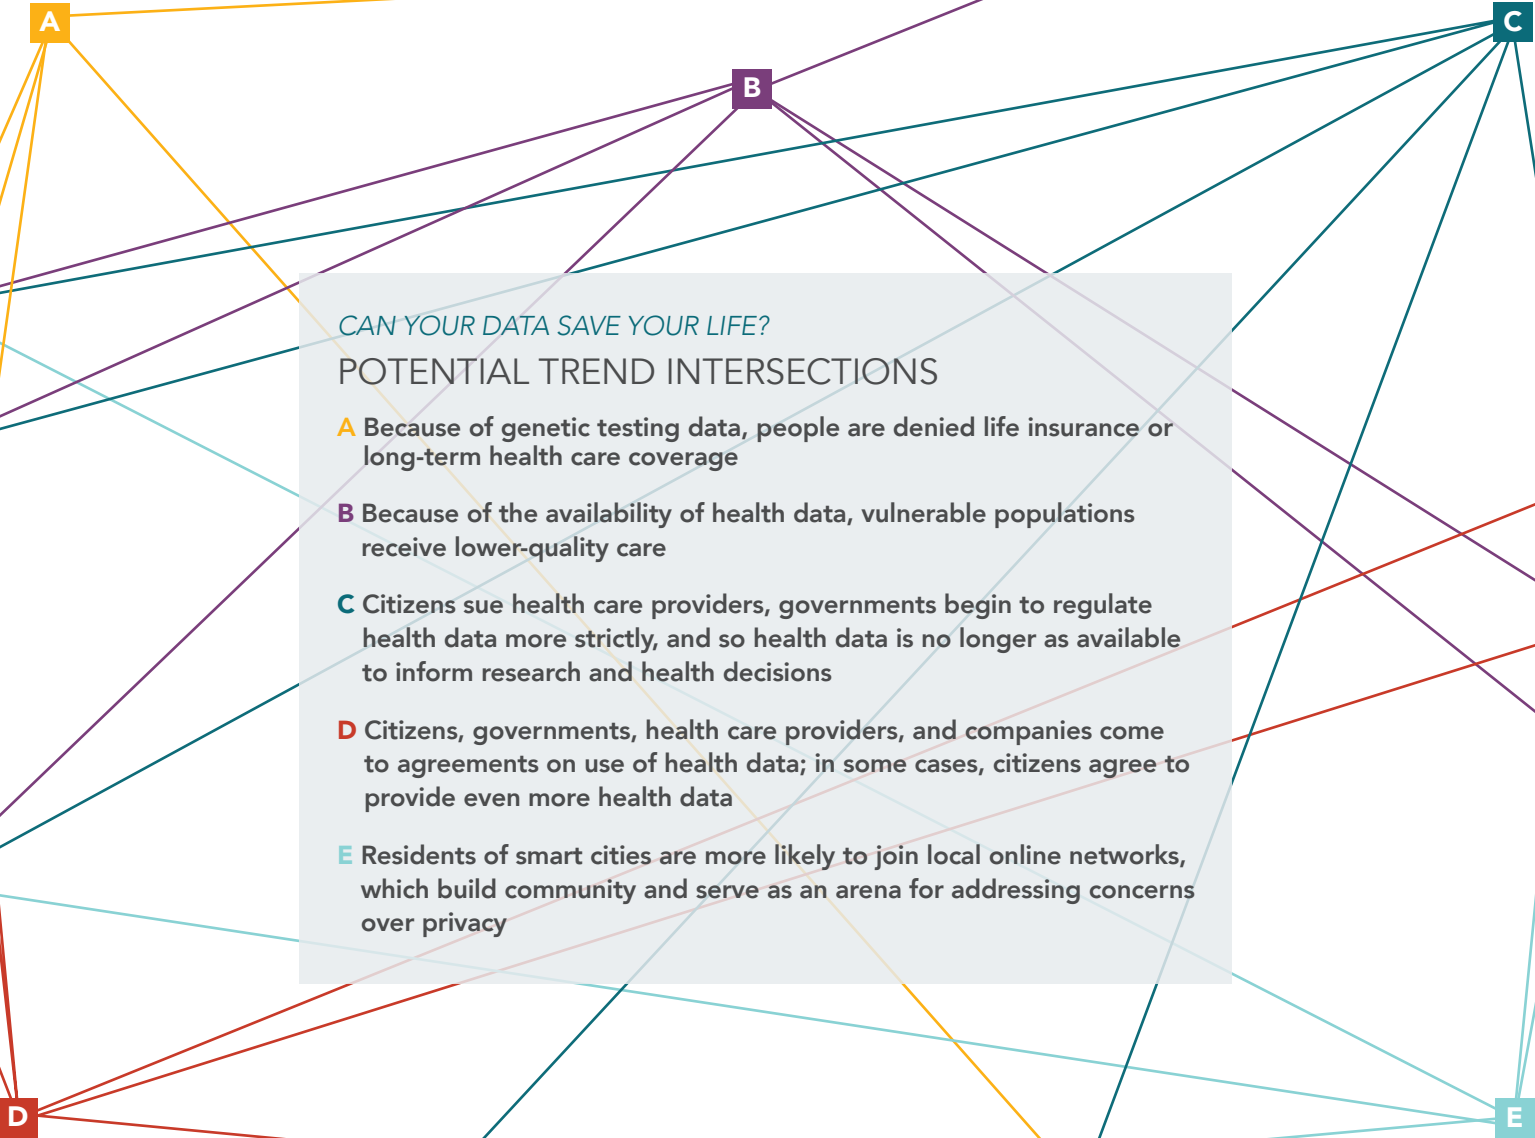 A
B
C
CAN YOUR DATA SAVE YOUR LIFE?
POTENTIAL TREND INTERSECTIONS
A Because of genetic testing data, people are denied life insurance or
long-term health care coverage
B Because of the availability of health data, vulnerable populations
receive lower-quality care
C Citizens sue health care providers, governments begin to regulate
health data more strictly, and so health data is no longer as available
to inform research and health decisions
D Citizens, governments, health care providers, and companies come
to agreements on use of health data; in some cases, citizens agree to
provide even more health data
E Residents of smart cities are more likely to join local online networks,
which build community and serve as an arena for addressing concerns
over privacy
D
E